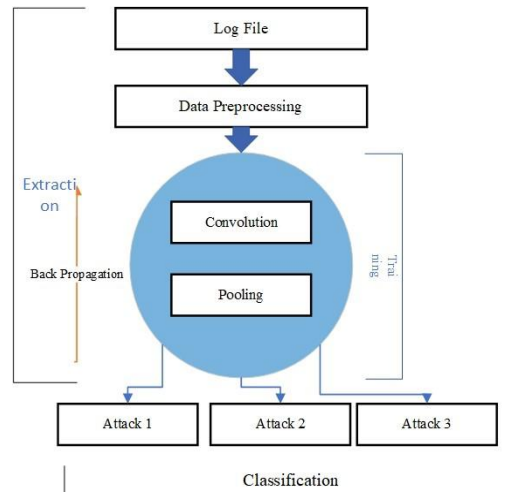 Log File
Data Preprocessing
Extracti
on
Convolution
Trai
ning
Back Propagation
Pooling
Attack 1
Attack 2
Attack 3
Classification